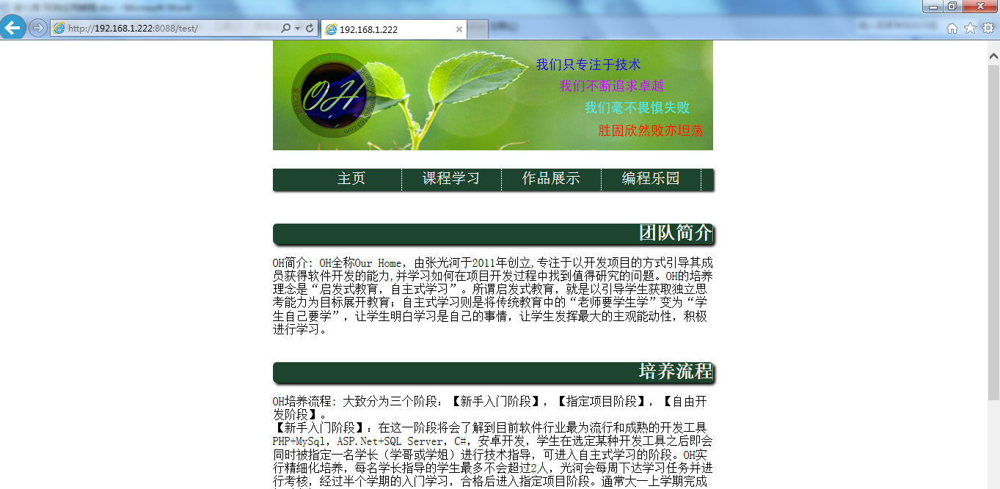 http://192.168.1.222:8088/test/
192.168.1.222
OH
Our Home
我们只专注于技术
我们不断追求卓越
我们毫不畏惧失败
胜固欣然败亦坦荡
主页
课程学习
作品展示
编程乐园
团队简介
OH简介: OH全称Our Home，由张光河于2011年创立,专注于以开发项目的方式引导其成
员获得软件开发的能力,并学习如何在项目开发过程中找到值得研究的问题。OH的培养
理念是“启发式教育，自主式学习”。所谓启发式教育，就是以引导学生获取独立思
考能力为目标展开教育；自主式学习则是将传统教育中的“老师要学生学”变为“学
生自己要学”，让学生明白学习是自己的事情，让学生发挥最大的主观能动性，积极
进行学习。
培养流程
OH培养流程: 大致分为三个阶段：【新手入门阶段】，【指定项目阶段】，【自由开
发阶段】。
【新手入门阶段】：在这一阶段将会了解到目前软件行业最为流行和成熟的开发工具
PHP+MySql，ASP.Net+SQL Server，C#，安卓开发，学生在选定某种开发工具之后即会
同时被指定一名学长（学哥或学姐）进行技术指导，可进入自主式学习的阶段。OH实
行精细化培养，每名学长指导的学生最多不会超过2人，光河会每周下达学习任务并进
行考核，经过半个学期的入门学习，合格后进入指定项目阶段。通常大一上学期完成